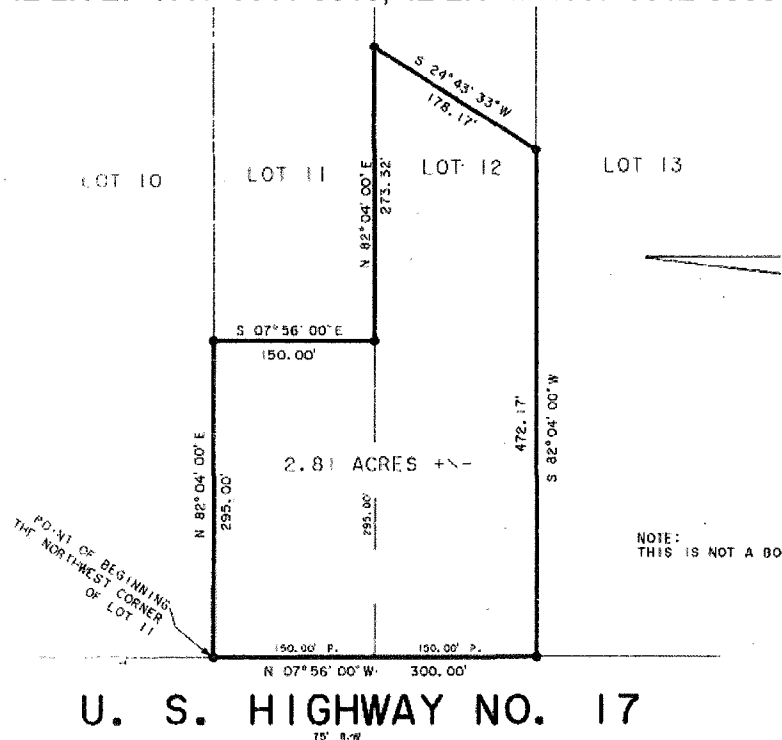 S 24°43'33"W
178.17'
LOT 10
LOT 11
LOT 12
LOT 13
N 82°04'00"E
273.32'
S 07°56'00"E
150.00'
472.17'
S 82°04'00"W
N 82°04'00"E
295.00'
2.81 ACRES +\-
295.00'
POINT OF BEGINNING
THE NORTHWEST CORNER
OF LOT 11
NOTE:
THIS IS NOT A BO
150.00' P.
150.00' P.
N 07°56'00"W
300.00'
U. S. HIGHWAY NO. 17
75' R/W